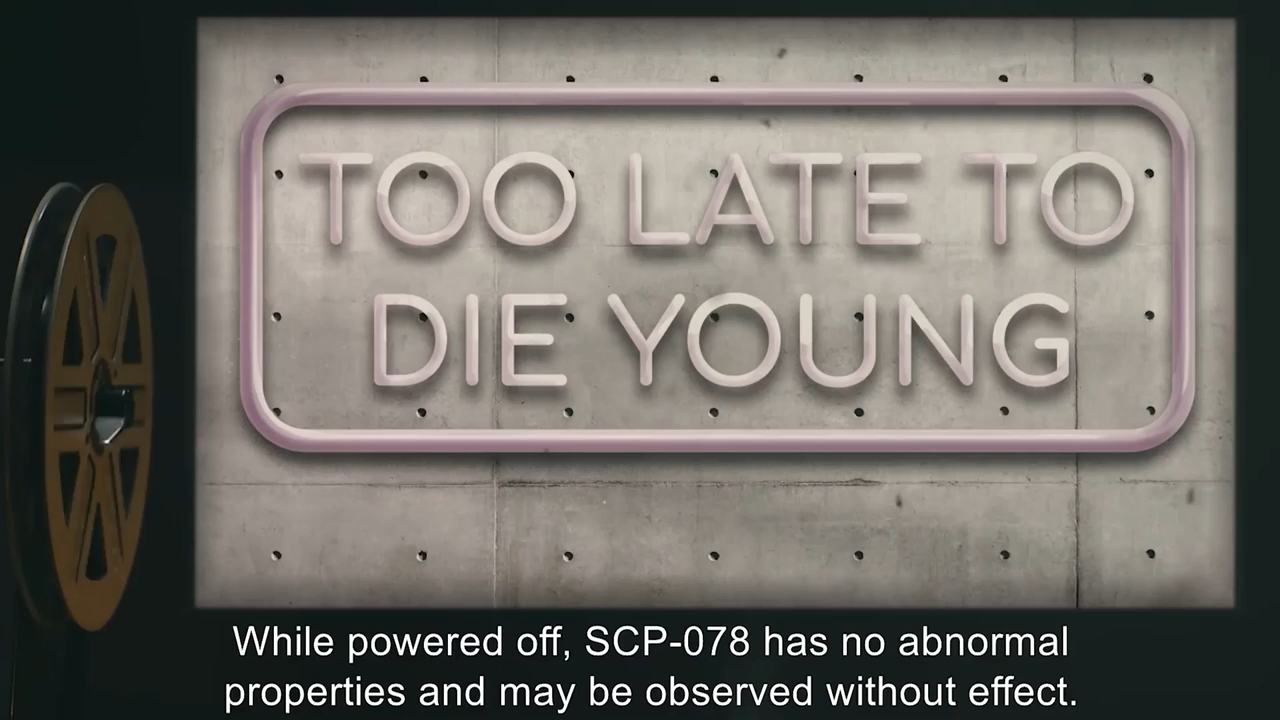 TOO LATE TO
DIE YOUNG
While powered off, SCP-078 has no abnormal
properties and may be observed without effect.